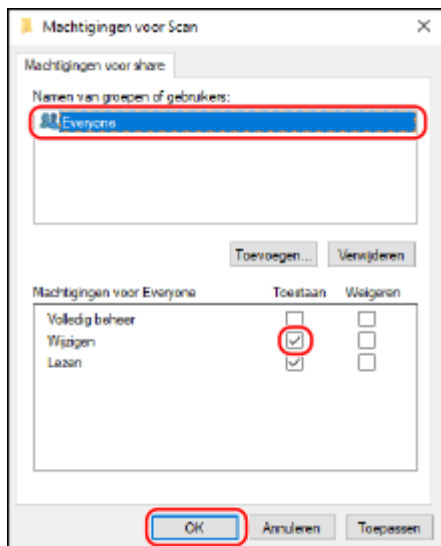 Machtigingen voor Scan
Machtigingen voor share
Namen van groepen of gebruikers:
Everyone
Toevoegen... Verwijderen
Machtigingen voor Everyone Toestaan Weigeren
Volledig beheer
Wijzigen
Lezen
OK Annuleren Toepassen